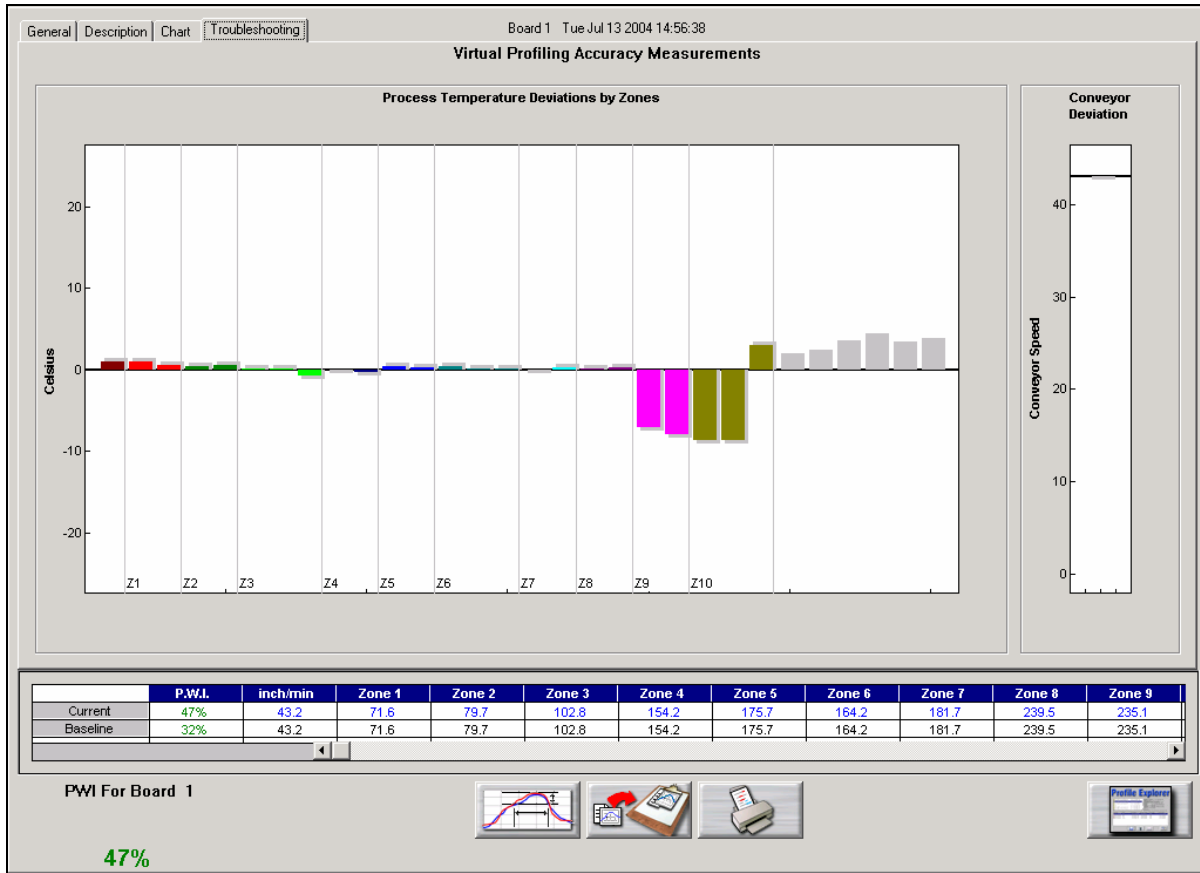 General Description Chart Troubleshooting
Board 1 Tue Jul 13 2004 14:56:38
Virtual Profiling Accuracy Measurements
Process Temperature Deviations by Zones
Celsius
20
10
0
-10
-20
Z1 Z2 Z3 Z4 Z5 Z6 Z7 Z8 Z9 Z10
Conveyor
Deviation
Conveyor Speed
40
30
20
10
0
P.W.I. inch/min Zone 1 Zone 2 Zone 3 Zone 4 Zone 5 Zone 6 Zone 7 Zone 8 Zone 9
Current 47% 43.2 71.6 79.7 102.8 154.2 175.7 164.2 181.7 239.5 235.1
Baseline 32% 43.2 71.6 79.7 102.8 154.2 175.7 164.2 181.7 239.5 235.1
PWI For Board 1
47%
Profile Explorer